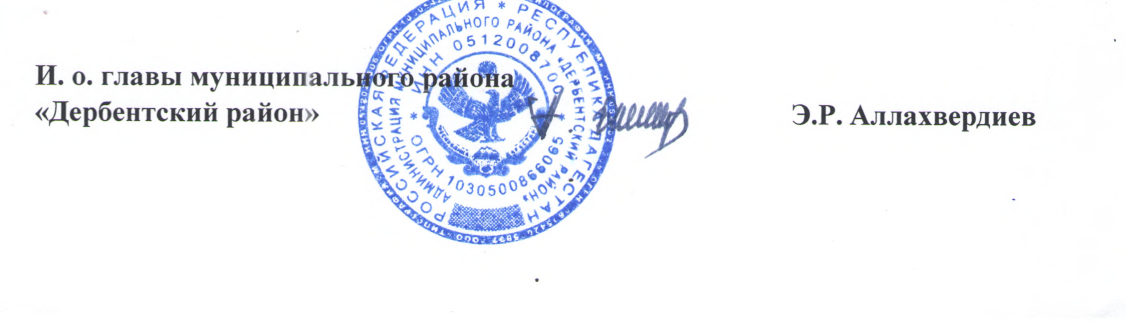 И. о. главы муниципального района
«Дербентский район»
Э.Р. Аллахвердиев
РОССИЙСКАЯ ФЕДЕРАЦИЯ * РЕСПУБЛИКА ДАГЕСТАН
АДМИНИСТРАЦИЯ МУНИЦИПАЛЬНОГО РАЙОНА «ДЕРБЕНТСКИЙ РАЙОН»
* ИНН 0512008700 * ОГРН 1030500866065